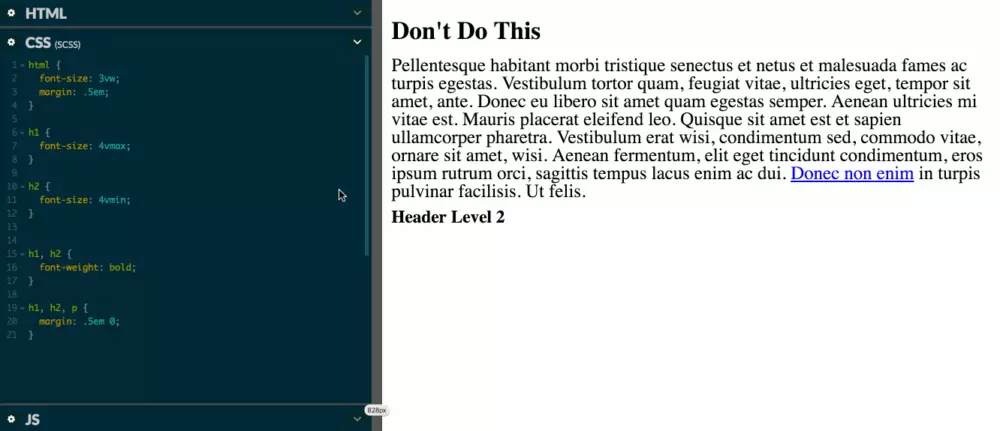 HTML
CSS (SCSS)
1 html {
2 font-size: 3vw;
3 margin: .5em;
4 }
5
6 h1 {
7 font-size: 4vmax;
8 }
9
10 h2 {
11 font-size: 4vmin;
12 }
13
14
15 h1, h2 {
16 font-weight: bold;
17 }
18
19 h1, h2, p {
20 margin: .5em 0;
21 }
JS
828px
Don't Do This
Pellentesque habitant morbi tristique senectus et netus et malesuada fames ac
turpis egestas. Vestibulum tortor quam, feugiat vitae, ultricies eget, tempor sit
amet, ante. Donec eu libero sit amet quam egestas semper. Aenean ultricies mi
vitae est. Mauris placerat eleifend leo. Quisque sit amet est et sapien
ullamcorper pharetra. Vestibulum erat wisi, condimentum sed, commodo vitae,
ornare sit amet, wisi. Aenean fermentum, elit eget tincidunt condimentum, eros
ipsum rutrum orci, sagittis tempus lacus enim ac dui. Donec non enim in turpis
pulvinar facilisis. Ut felis.
Header Level 2